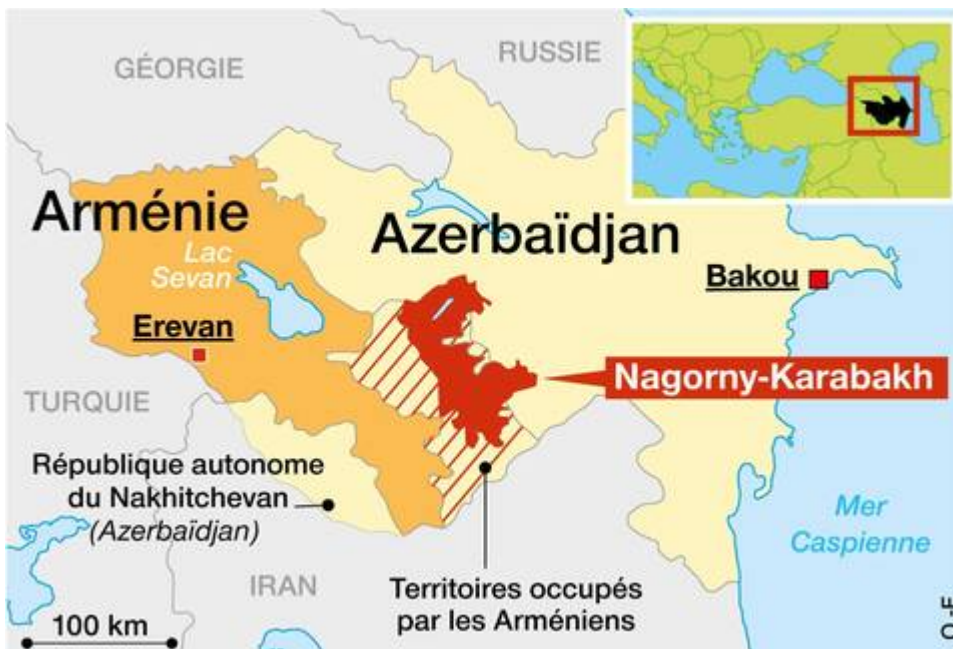 RUSSIE
GÉORGIE
Arménie
Azerbaïdjan
Lac
Sevan
Bakou
Erevan
Nagorny-Karabakh
TURQUIE
République autonome
du Nakhitchevan
(Azerbaïdjan)
Mer
Caspienne
IRAN
Territoires occupés
par les Arméniens
100 km
O.-F.